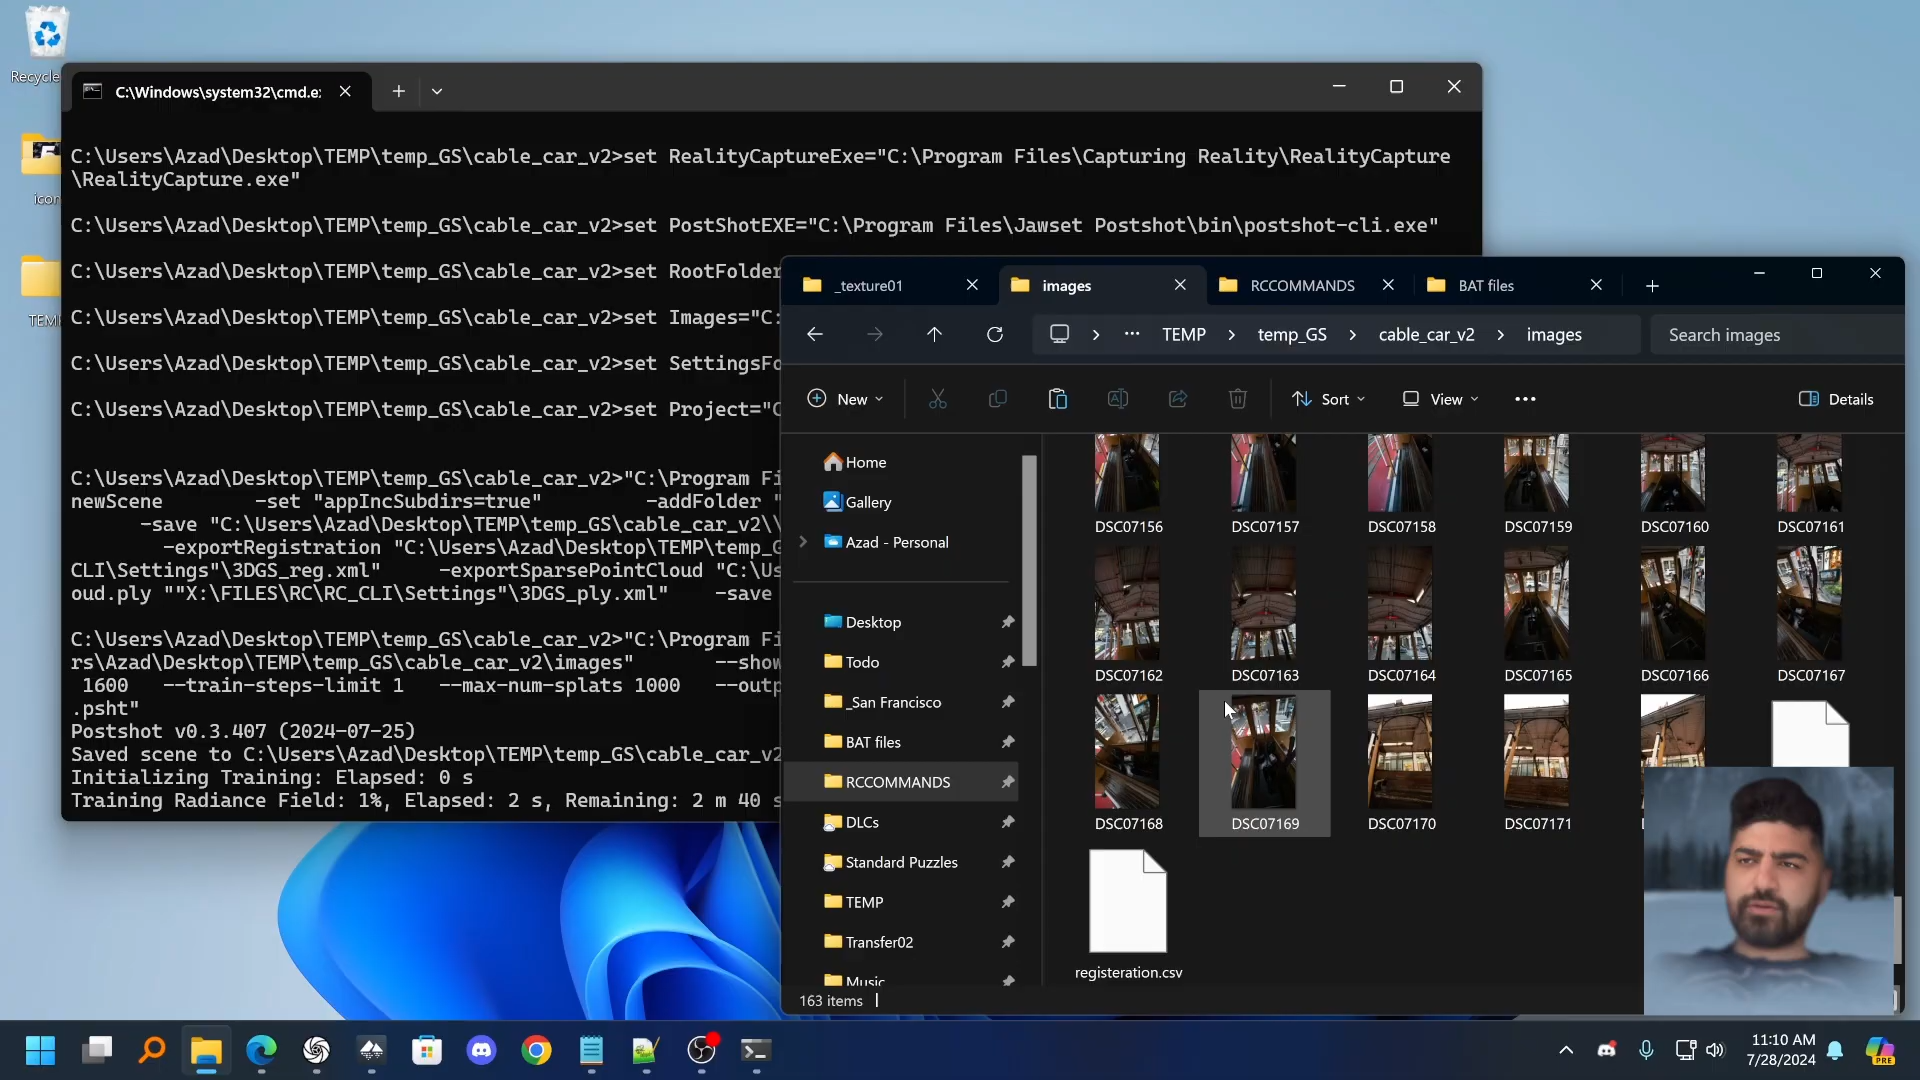 Recycle
icon
TEM
C:\Windows\system32\cmd.e:
C:\Users\Azad\Desktop\TEMP\temp_GS\cable_car_v2>set RealityCaptureExe="C:\Program Files\Capturing Reality\RealityCapture
\RealityCapture.exe"
C:\Users\Azad\Desktop\TEMP\temp_GS\cable_car_v2>set PostShotEXE="C:\Program Files\Jawset Postshot\bin\postshot-cli.exe"
C:\Users\Azad\Desktop\TEMP\temp_GS\cable_car_v2>set RootFolder
C:\Users\Azad\Desktop\TEMP\temp_GS\cable_car_v2>set Images="C:
C:\Users\Azad\Desktop\TEMP\temp_GS\cable_car_v2>set SettingsFo
C:\Users\Azad\Desktop\TEMP\temp_GS\cable_car_v2>set Project="C
C:\Users\Azad\Desktop\TEMP\temp_GS\cable_car_v2>"C:\Program Fi
newScene -set "appIncSubdirs=true" -addFolder "
-save "C:\Users\Azad\Desktop\TEMP\temp_GS\cable_car_v2\\
-exportRegistration "C:\Users\Azad\Desktop\TEMP\temp_G
CLI\Settings"\3DGS_reg.xml" -exportSparsePointCloud "C:\Us
oud.ply ""X:\FILES\RC\RC_CLI\Settings"\3DGS_ply.xml" -save
C:\Users\Azad\Desktop\TEMP\temp_GS\cable_car_v2>"C:\Program Fi
rs\Azad\Desktop\TEMP\temp_GS\cable_car_v2\images" --show
1600 --train-steps-limit 1 --max-num-splats 1000 --outp
.psht"
Postshot v0.3.407 (2024-07-25)
Saved scene to C:\Users\Azad\Desktop\TEMP\temp_GS\cable_car_v2
Initializing Training: Elapsed: 0 s
Training Radiance Field: 1%, Elapsed: 2 s, Remaining: 2 m 40 s
_texture01
images
RCCOMMANDS
BAT files
TEMP > temp_GS > cable_car_v2 > images
Search images
New
Sort
View
Details
Home
Gallery
Azad - Personal
Desktop
Todo
_San Francisco
BAT files
RCCOMMANDS
DLCs
Standard Puzzles
TEMP
Transfer02
Music
DSC07156 DSC07157 DSC07158 DSC07159 DSC07160 DSC07161
DSC07162 DSC07163 DSC07164 DSC07165 DSC07166 DSC07167
DSC07168 DSC07169 DSC07170 DSC07171
registeration.csv
163 items
11:10 AM
7/28/2024
PRE